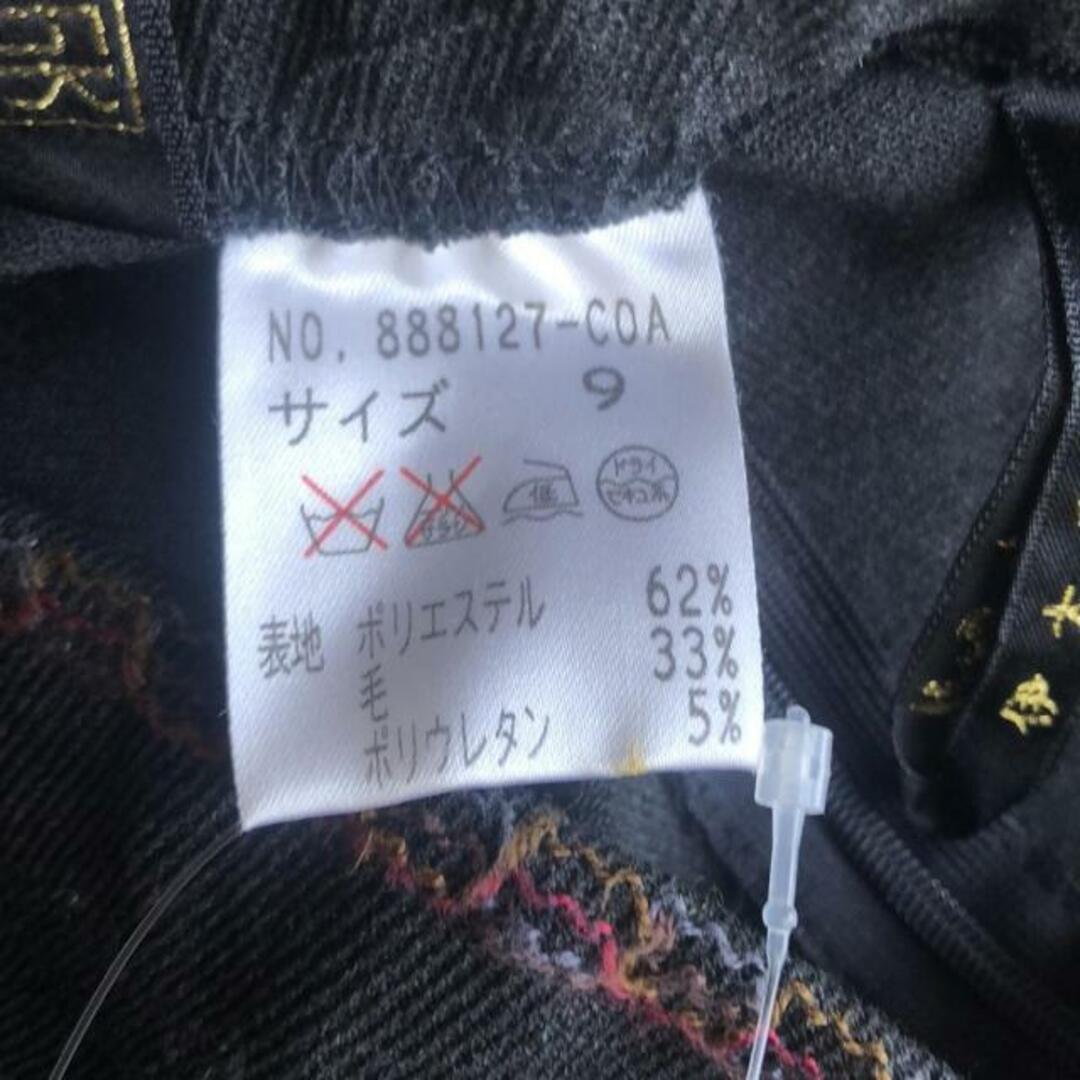 NO. 888127-COA
サイズ 9
低 ドライ セキユ系
表地 ポリエステル 62%
毛 33%
ポリウレタン 5%